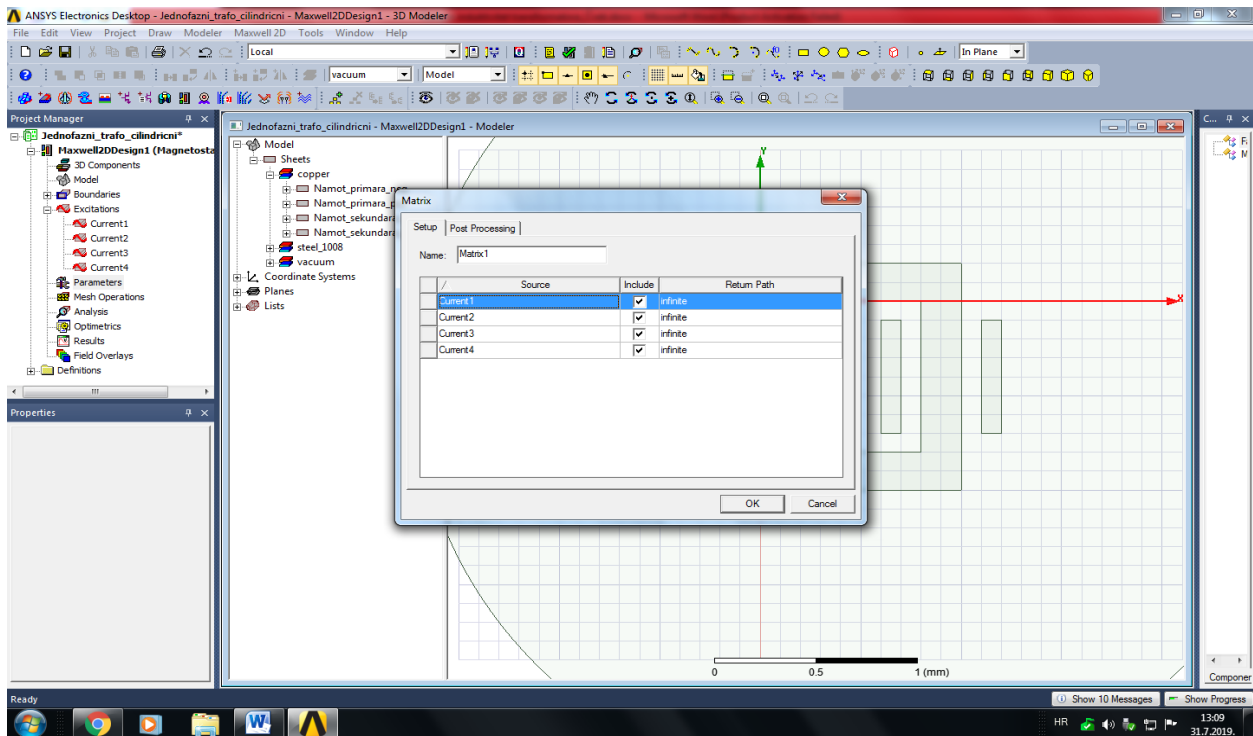 ANSYS Electronics Desktop - Jednofazni_trafo_cilindricni - Maxwell2DDesign1 - 3D Modeler
File Edit View Project Draw Modeler Maxwell 2D Tools Window Help
Local
In Plane
vacuum
Model
Project Manager
Jednofazni_trafo_cilindricni*
Maxwell2DDesign1 (Magnetosta
3D Components
Model
Boundaries
Excitations
Current1
Current2
Current3
Current4
Parameters
Mesh Operations
Analysis
Optimetrics
Results
Field Overlays
Definitions
Properties
Jednofazni_trafo_cilindricni - Maxwell2DDesign1 - Modeler
Model
Sheets
copper
Namot_primara_neg
Namot_primara_p
Namot_sekundara
Namot_sekundara
steel_1008
vacuum
Coordinate Systems
Planes
Lists
Y
X
Matrix
Setup Post Processing
Name: Matrix1
/ Source Include Return Path
Current1 infinite
Current2 infinite
Current3 infinite
Current4 infinite
OK Cancel
0 0.5 1 (mm)
C...
F
M
Componer
Ready
Show 10 Messages Show Progress
HR
13:09
31.7.2019.